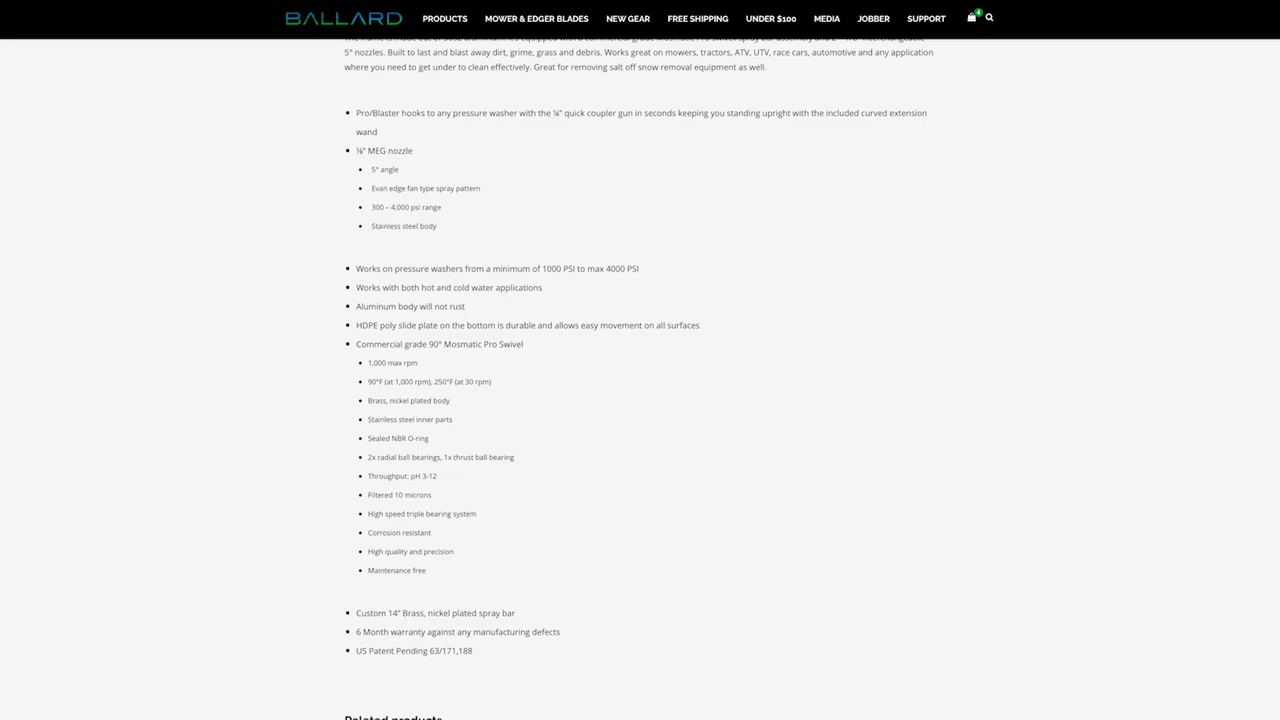 BALLARD
PRODUCTS MOWER & EDGER BLADES NEW GEAR FREE SHIPPING UNDER $100 MEDIA JOBBER SUPPORT 4
5° nozzles. Built to last and blast away dirt, grime, grass and debris. Works great on mowers, tractors, ATV, UTV, race cars, automotive and any application
where you need to get under to clean effectively. Great for removing salt off snow removal equipment as well.
Pro/Blaster hooks to any pressure washer with the ¼" quick coupler gun in seconds keeping you standing upright with the included curved extension
wand
⅛" MEG nozzle
5° angle
Evan edge fan type spray pattern
300 – 4,000 psi range
Stainless steel body
Works on pressure washers from a minimum of 1000 PSI to max 4000 PSI
Works with both hot and cold water applications
Aluminum body will not rust
HDPE poly slide plate on the bottom is durable and allows easy movement on all surfaces
Commercial grade 90° Mosmatic Pro Swivel
1,000 max rpm
90°F (at 1,000 rpm), 250°F (at 30 rpm)
Brass, nickel plated body
Stainless steel inner parts
Sealed NBR O-ring
2x radial ball bearings, 1x thrust ball bearing
Throughput: pH 3-12
Filtered 10 microns
High speed triple bearing system
Corrosion resistant
High quality and precision
Maintenance free
Custom 14" Brass, nickel plated spray bar
6 Month warranty against any manufacturing defects
US Patent Pending 63/171,188
Related products